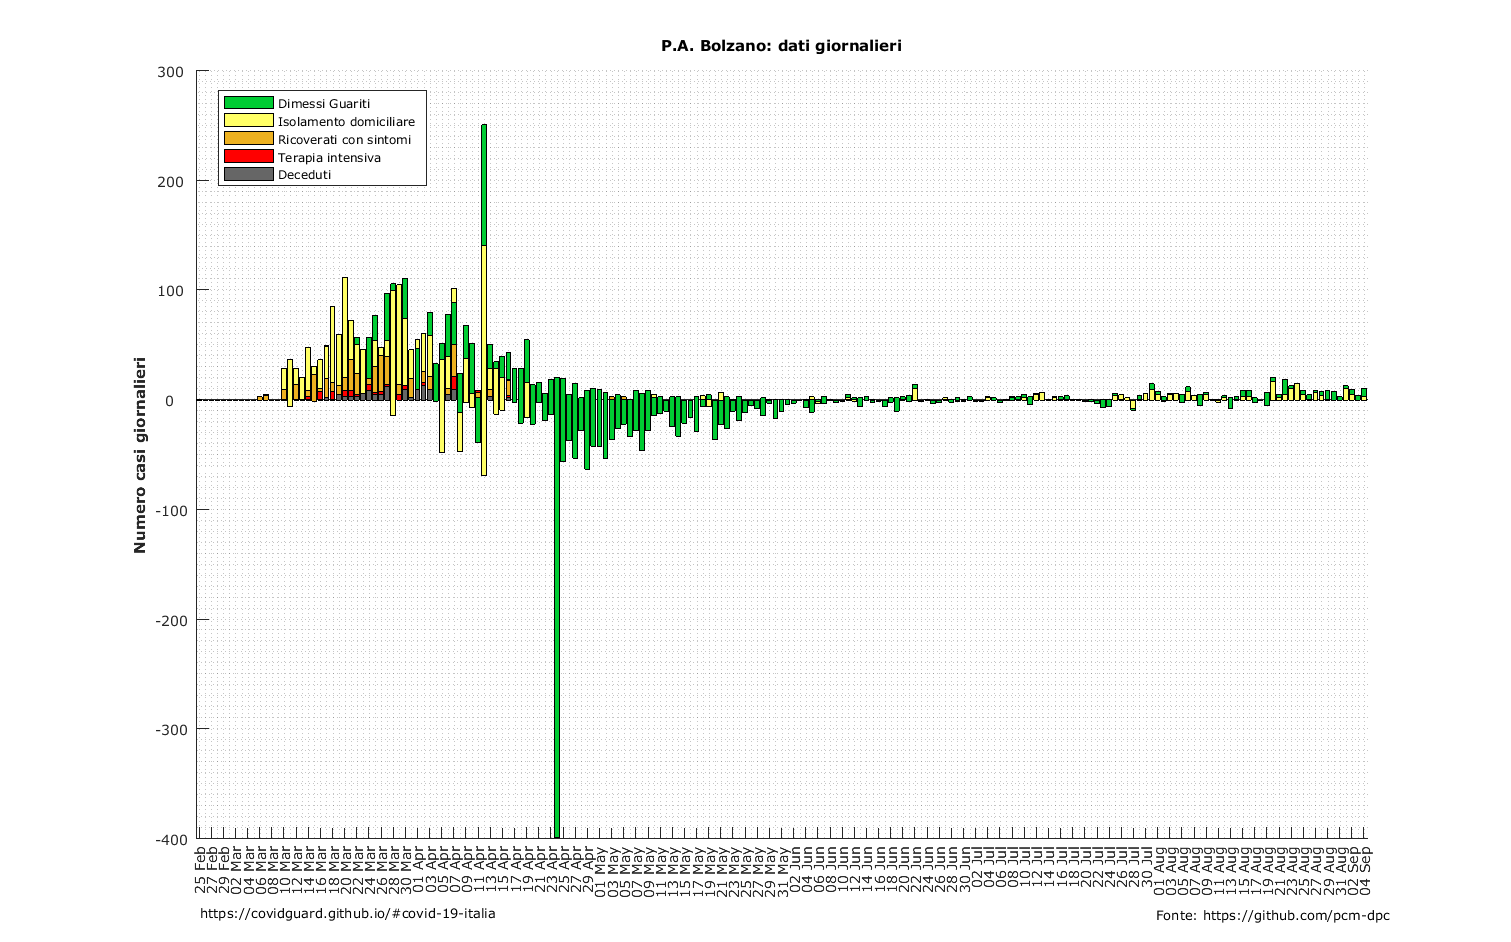 P.A. Bolzano: dati giornalieri
Numero casi giornalieri
300
200
100
0
-100
-200
-300
-400
Dimessi Guariti
Isolamento domiciliare
Ricoverati con sintomi
Terapia intensiva
Deceduti
25 Feb
27 Feb
29 Feb
02 Mar
04 Mar
06 Mar
08 Mar
10 Mar
12 Mar
14 Mar
16 Mar
18 Mar
20 Mar
22 Mar
24 Mar
26 Mar
28 Mar
30 Mar
01 Apr
03 Apr
05 Apr
07 Apr
09 Apr
11 Apr
13 Apr
15 Apr
17 Apr
19 Apr
21 Apr
23 Apr
25 Apr
27 Apr
29 Apr
01 May
03 May
05 May
07 May
09 May
11 May
13 May
15 May
17 May
19 May
21 May
23 May
25 May
27 May
29 May
31 May
02 Jun
04 Jun
06 Jun
08 Jun
10 Jun
12 Jun
14 Jun
16 Jun
18 Jun
20 Jun
22 Jun
24 Jun
26 Jun
28 Jun
30 Jun
02 Jul
04 Jul
06 Jul
08 Jul
10 Jul
12 Jul
14 Jul
16 Jul
18 Jul
20 Jul
22 Jul
24 Jul
26 Jul
28 Jul
30 Jul
01 Aug
03 Aug
05 Aug
07 Aug
09 Aug
11 Aug
13 Aug
15 Aug
17 Aug
19 Aug
21 Aug
23 Aug
25 Aug
27 Aug
29 Aug
31 Aug
02 Sep
04 Sep
https://covidguard.github.io/#covid-19-italia
Fonte: https://github.com/pcm-dpc